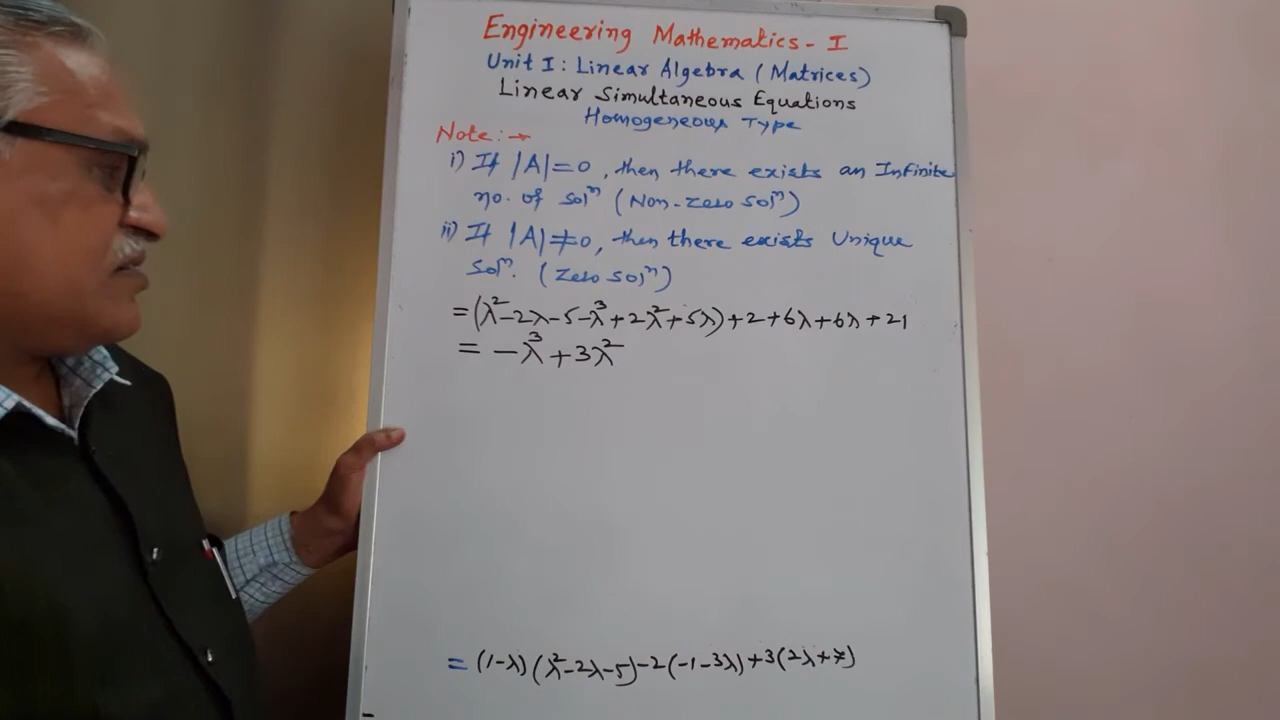 Engineering Mathematics - I
Unit I : Linear Algebra (Matrices)
Linear Simultaneous Equations
Homogeneous Type
Note :→
i) If |A|=0, then there exists an Infinite
no. of solⁿ (Non-zero solⁿ)
ii) If |A|≠0, then there exists Unique
Solⁿ. (zero solⁿ)
=(λ²-2λ-5-λ³+2λ²+5λ)+2+6λ+6λ+21
= -λ³+3λ²
= (1-λ)(λ²-2λ-5)-2(-1-3λ)+3(2λ+7)